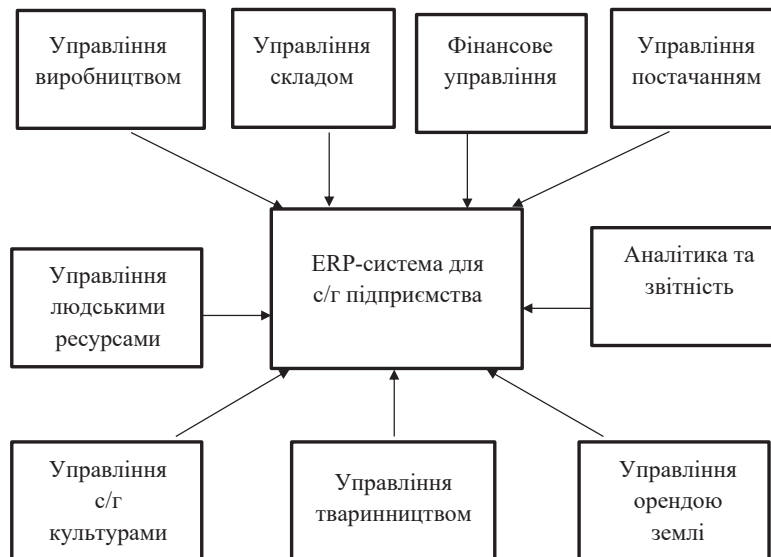 Управління
виробництвом
Управління
складом
Фінансове
управління
Управління
постачанням
Управління
людськими
ресурсами
ERP-система для
с/г підприємства
Аналітика та
звітність
Управління
с/г
культурами
Управління
тваринництвом
Управління
орендою
землі